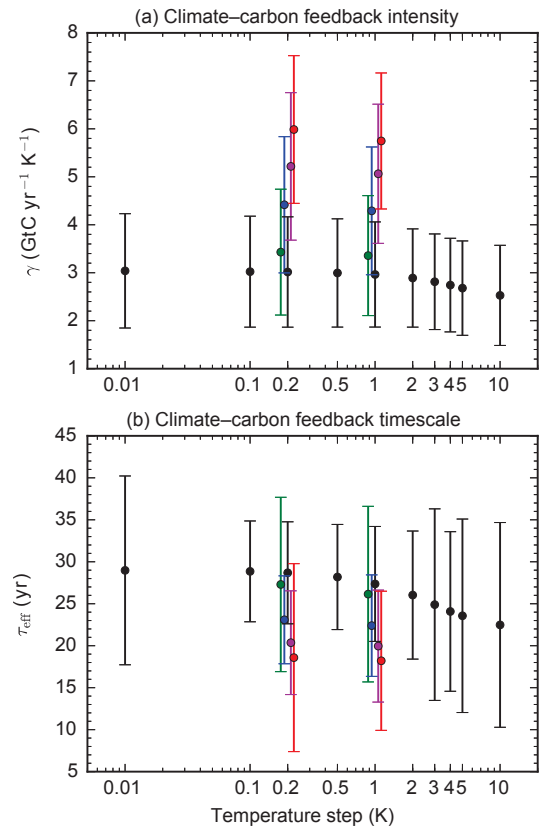 (a) Climate–carbon feedback intensity
8
7
6
5
4
3
2
1
γ (GtC yr⁻¹ K⁻¹)
0.01 0.1 0.2 0.5 1 2 3 4 5 10
(b) Climate–carbon feedback timescale
45
40
35
30
25
20
15
10
5
τeff (yr)
0.01 0.1 0.2 0.5 1 2 3 4 5 10
Temperature step (K)